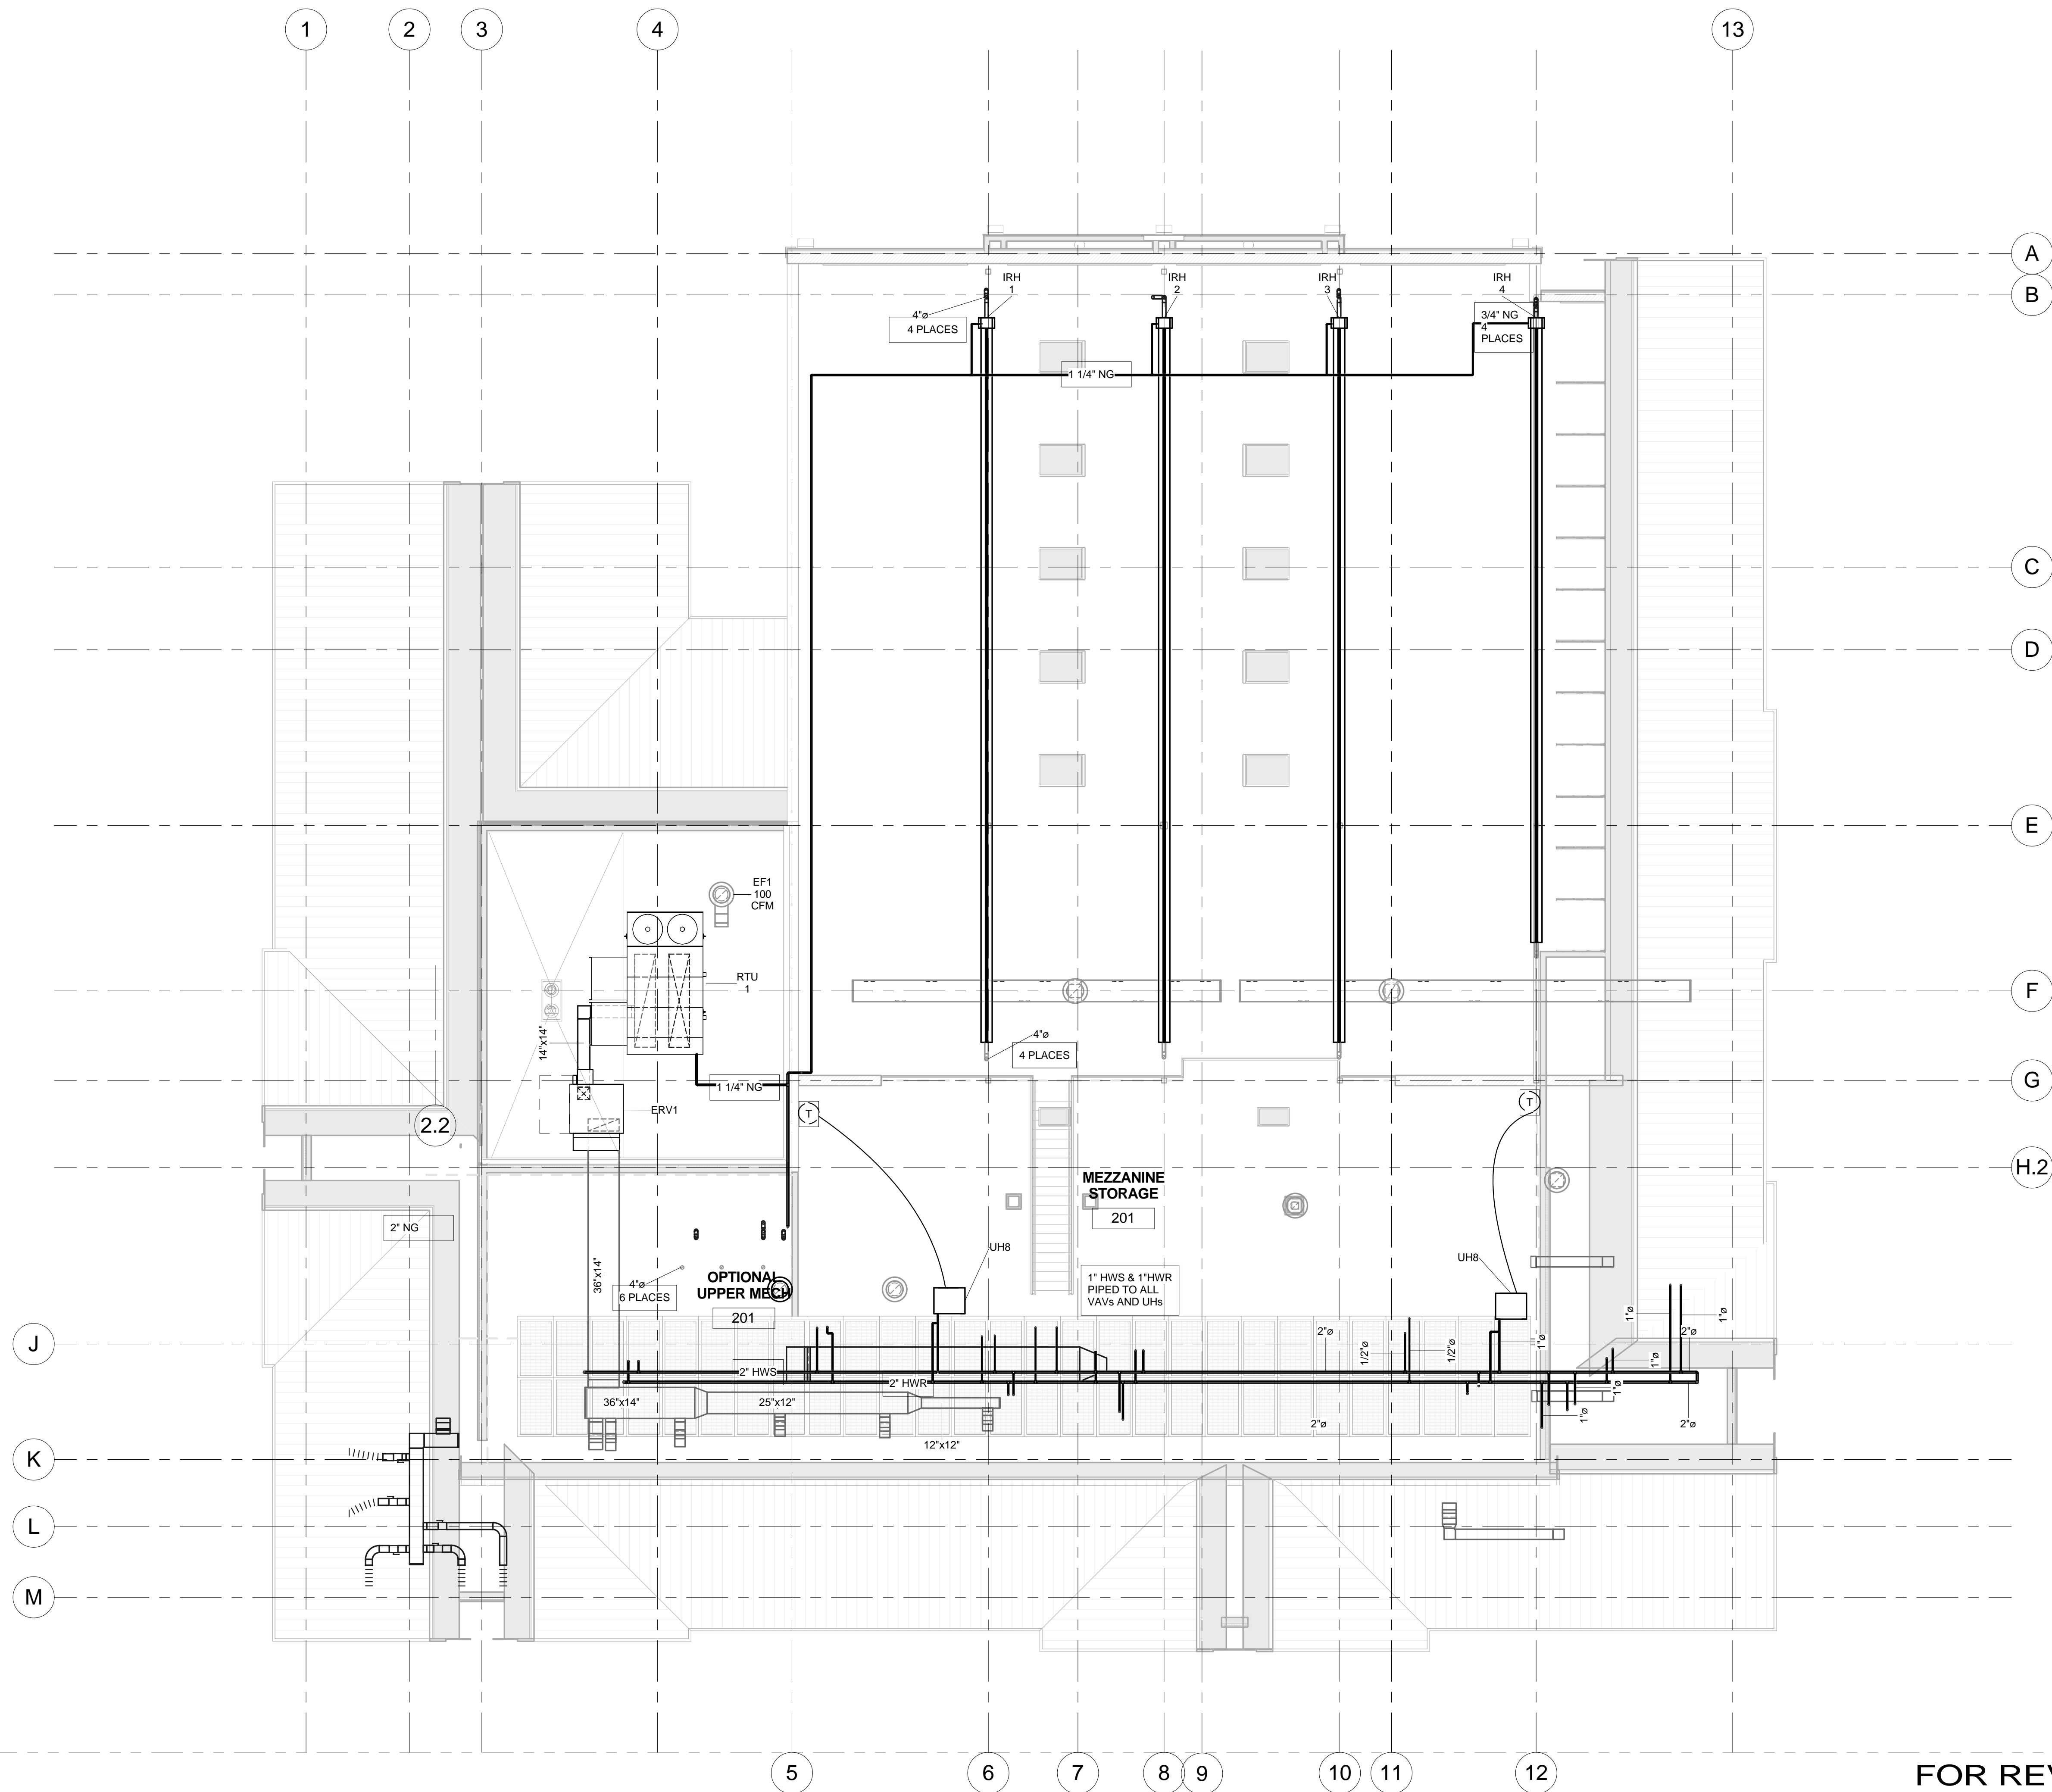 1
2
3
4
13
A
B
IRH
1
IRH
2
IRH
3
IRH
4
4"ø
4 PLACES
3/4" NG
4
PLACES
1 1/4" NG
C
D
E
EF1
100
CFM
RTU
1
F
14"x14"
4"ø
4 PLACES
1 1/4" NG
G
ERV1
T
T
2.2
H.2
MEZZANINE
STORAGE
201
2" NG
UH8
UH8
36"x14"
4"ø
6 PLACES
OPTIONAL
UPPER MECH
201
1" HWS & 1"HWR
PIPED TO ALL
VAVs AND UHs
1"ø
1"ø
J
2"ø
1/2"ø
1/2"ø
1"ø
2"ø
1"ø
2" HWS
2" HWR
1"ø
36"x14"
25"x12"
1"ø
2"ø
2"ø
12"x12"
K
L
M
5
6
7
8
9
10
11
12
FOR REV